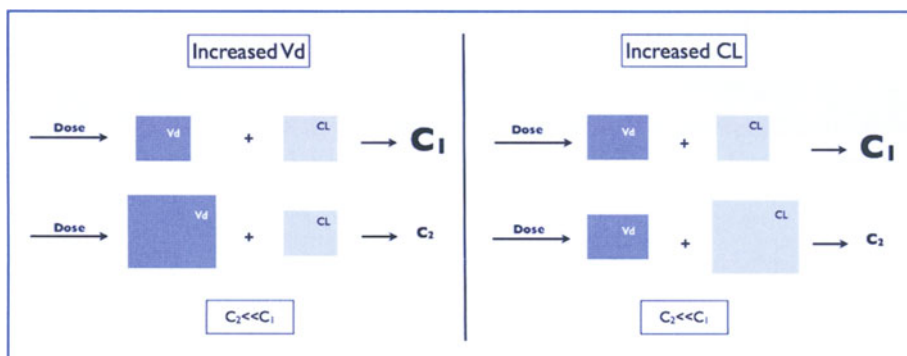 Increased Vd
Dose Vd + CL C₁
Dose Vd + CL C₂
C₂<<C₁
Increased CL
Dose Vd + CL C₁
Dose Vd + CL C₂
C₂<<C₁